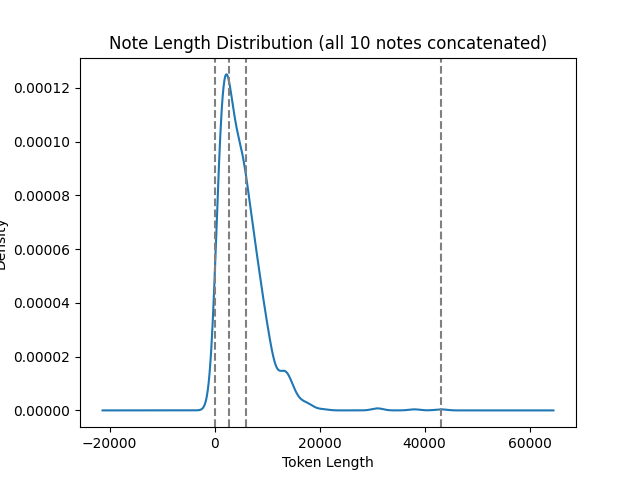 Note Length Distribution (all 10 notes concatenated)
0.00012
0.00010
0.00008
0.00006
0.00004
0.00002
0.00000
Density
−20000 0 20000 40000 60000
Token Length